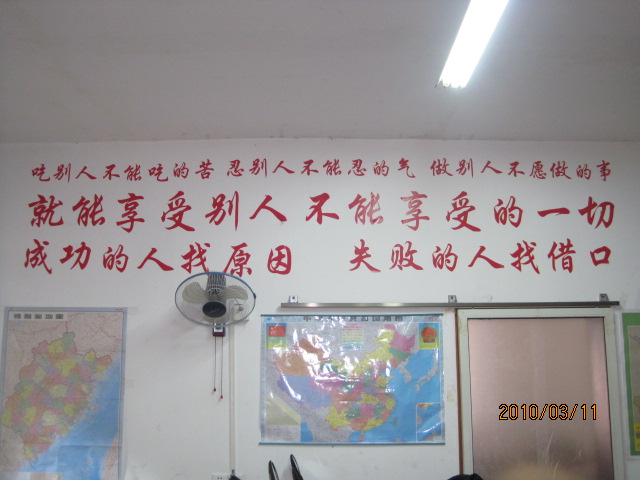 吃别人不能吃的苦 忍别人不能忍的气 做别人不愿做的事
就能享受别人不能享受的一切
成功的人找原因 失败的人找借口
2010/03/11